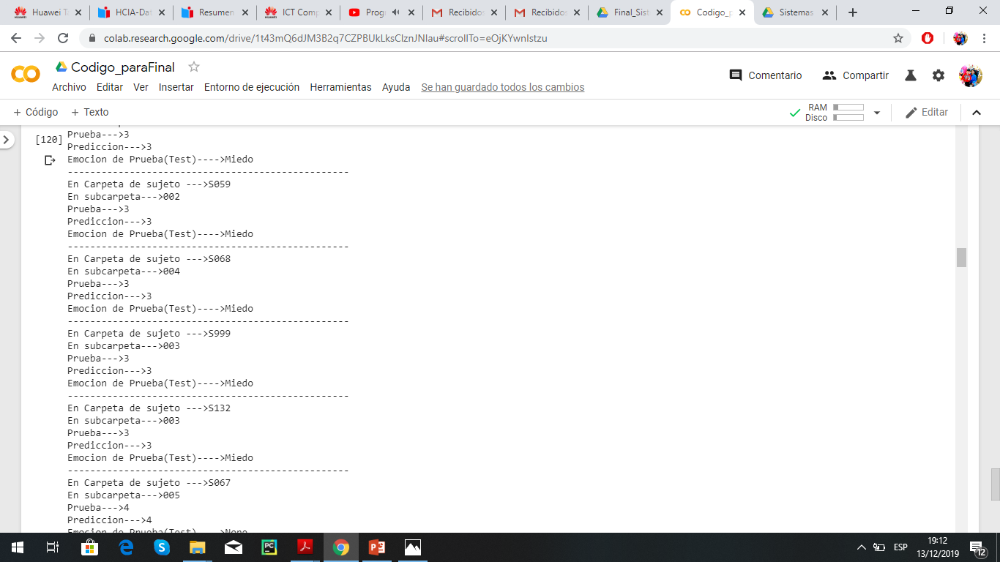 Huawei T
HCIA-Dat
Resumen
ICT Comp
Prog
Recibidos
Recibidos
Final_Sist
Codigo_p
Sistemas
colab.research.google.com/drive/1t43mQ6dJM3B2q7CZPBUkLksCIznJNIau#scrollTo=eOjKYwnIstzu
Codigo_paraFinal
Comentario
Compartir
Archivo Editar Ver Insertar Entorno de ejecución Herramientas Ayuda Se han guardado todos los cambios
+ Código + Texto
RAM
Disco
Editar
[120]
Prueba--->3
Prediccion--->3
Emocion de Prueba(Test)---->Miedo
--------------------------------------------------
En Carpeta de sujeto --->S059
En subcarpeta--->002
Prueba--->3
Prediccion--->3
Emocion de Prueba(Test)---->Miedo
--------------------------------------------------
En Carpeta de sujeto --->S068
En subcarpeta--->004
Prueba--->3
Prediccion--->3
Emocion de Prueba(Test)---->Miedo
--------------------------------------------------
En Carpeta de sujeto --->S999
En subcarpeta--->003
Prueba--->3
Prediccion--->3
Emocion de Prueba(Test)---->Miedo
--------------------------------------------------
En Carpeta de sujeto --->S132
En subcarpeta--->003
Prueba--->3
Prediccion--->3
Emocion de Prueba(Test)---->Miedo
--------------------------------------------------
En Carpeta de sujeto --->S067
En subcarpeta--->005
Prueba--->4
Prediccion--->4
Emocion de Prueba(Test)---->None
ESP
19:12
13/12/2019
12